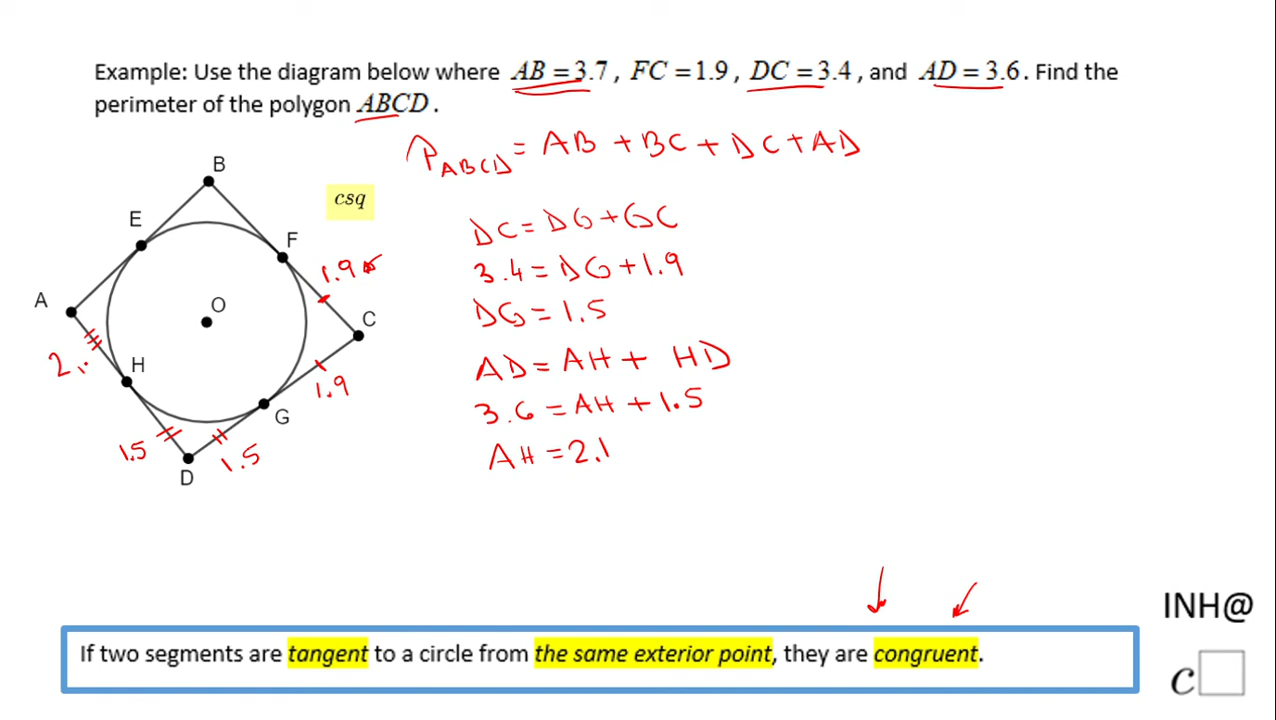 Example: Use the diagram below where AB = 3.7, FC = 1.9, DC = 3.4, and AD = 3.6. Find the
perimeter of the polygon ABCD.
P ABCD = AB + BC + DC + AD
B
csq
E
F
DC = DG + GC
1.9
3.4 = DG + 1.9
A
O
C
DG = 1.5
2.
H
1.9
AD = AH + HD
G
3.6 = AH + 1.5
1.5
1.5
D
AH = 2.1
If two segments are tangent to a circle from the same exterior point, they are congruent.
INH@
c